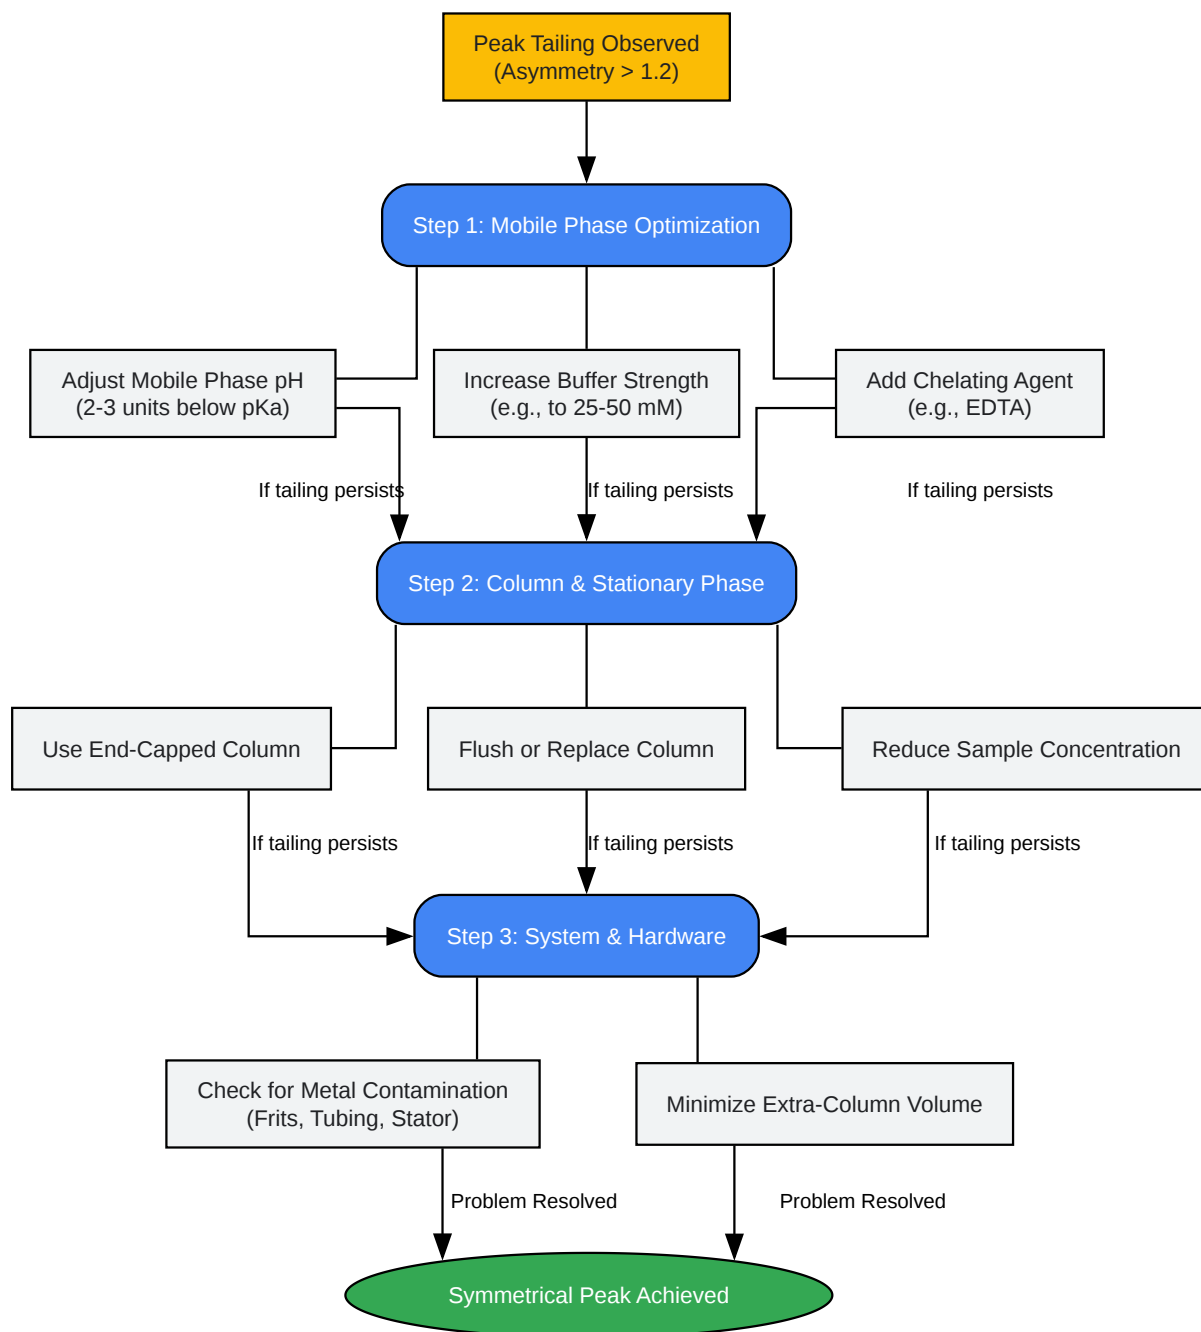 Peak Tailing Observed
(Asymmetry > 1.2)
Step 1: Mobile Phase Optimization
Adjust Mobile Phase pH
(2-3 units below pKa)
Increase Buffer Strength
(e.g., to 25-50 mM)
Add Chelating Agent
(e.g., EDTA)
If tailing persists
If tailing persists
If tailing persists
Step 2: Column & Stationary Phase
Use End-Capped Column
Flush or Replace Column
Reduce Sample Concentration
If tailing persists
If tailing persists
If tailing persists
Step 3: System & Hardware
Check for Metal Contamination
(Frits, Tubing, Stator)
Minimize Extra-Column Volume
Problem Resolved
Problem Resolved
Symmetrical Peak Achieved